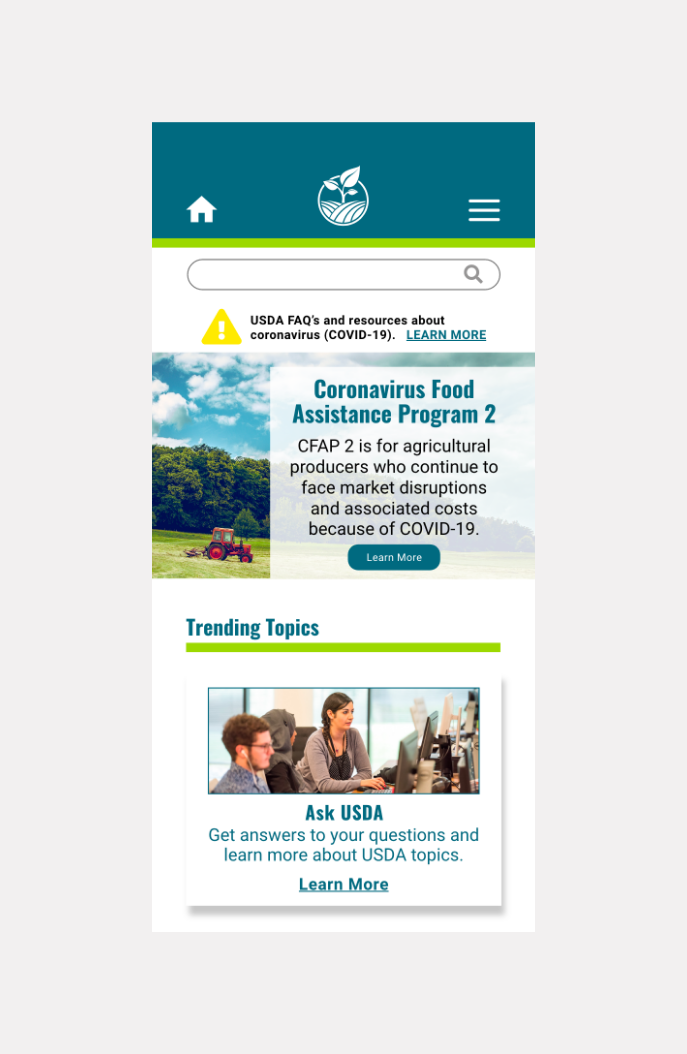 USDA FAQ's and resources about
coronavirus (COVID-19). LEARN MORE
Coronavirus Food
Assistance Program 2
CFAP 2 is for agricultural
producers who continue to
face market disruptions
and associated costs
because of COVID-19.
Learn More
Trending Topics
Ask USDA
Get answers to your questions and
learn more about USDA topics.
Learn More